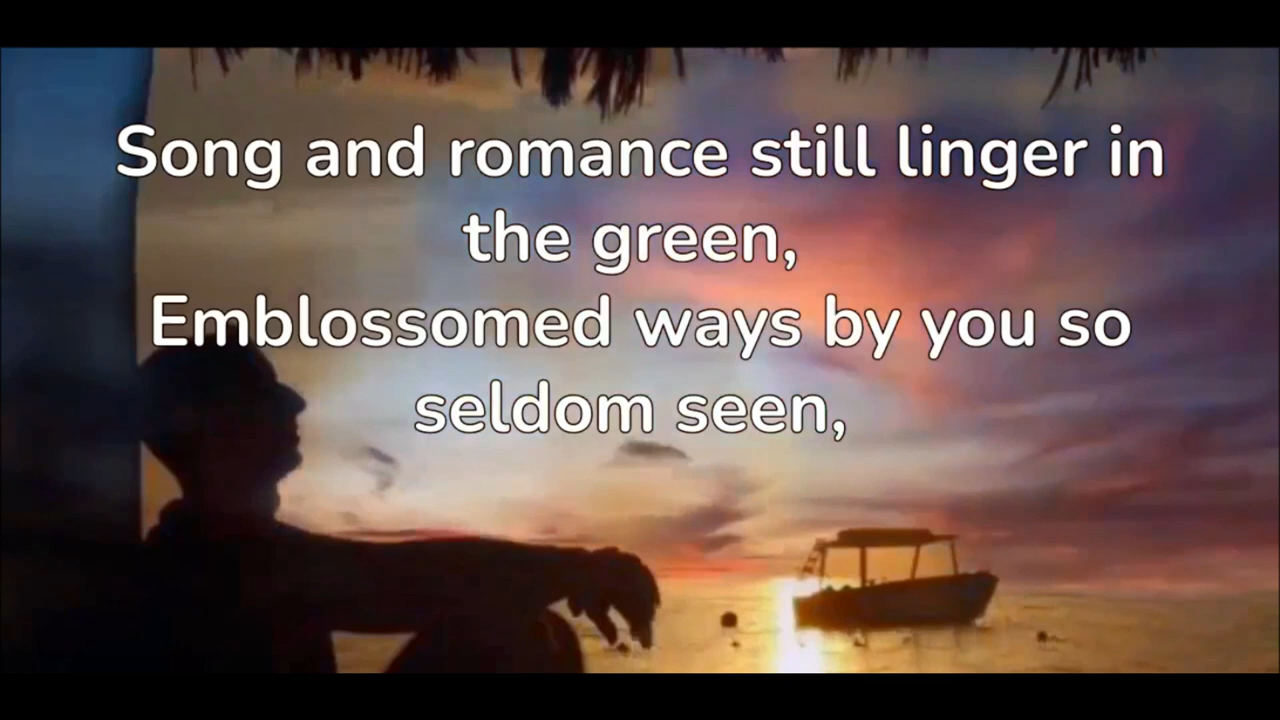 Song and romance still linger in
the green,
Emblossomed ways by you so
seldom seen,